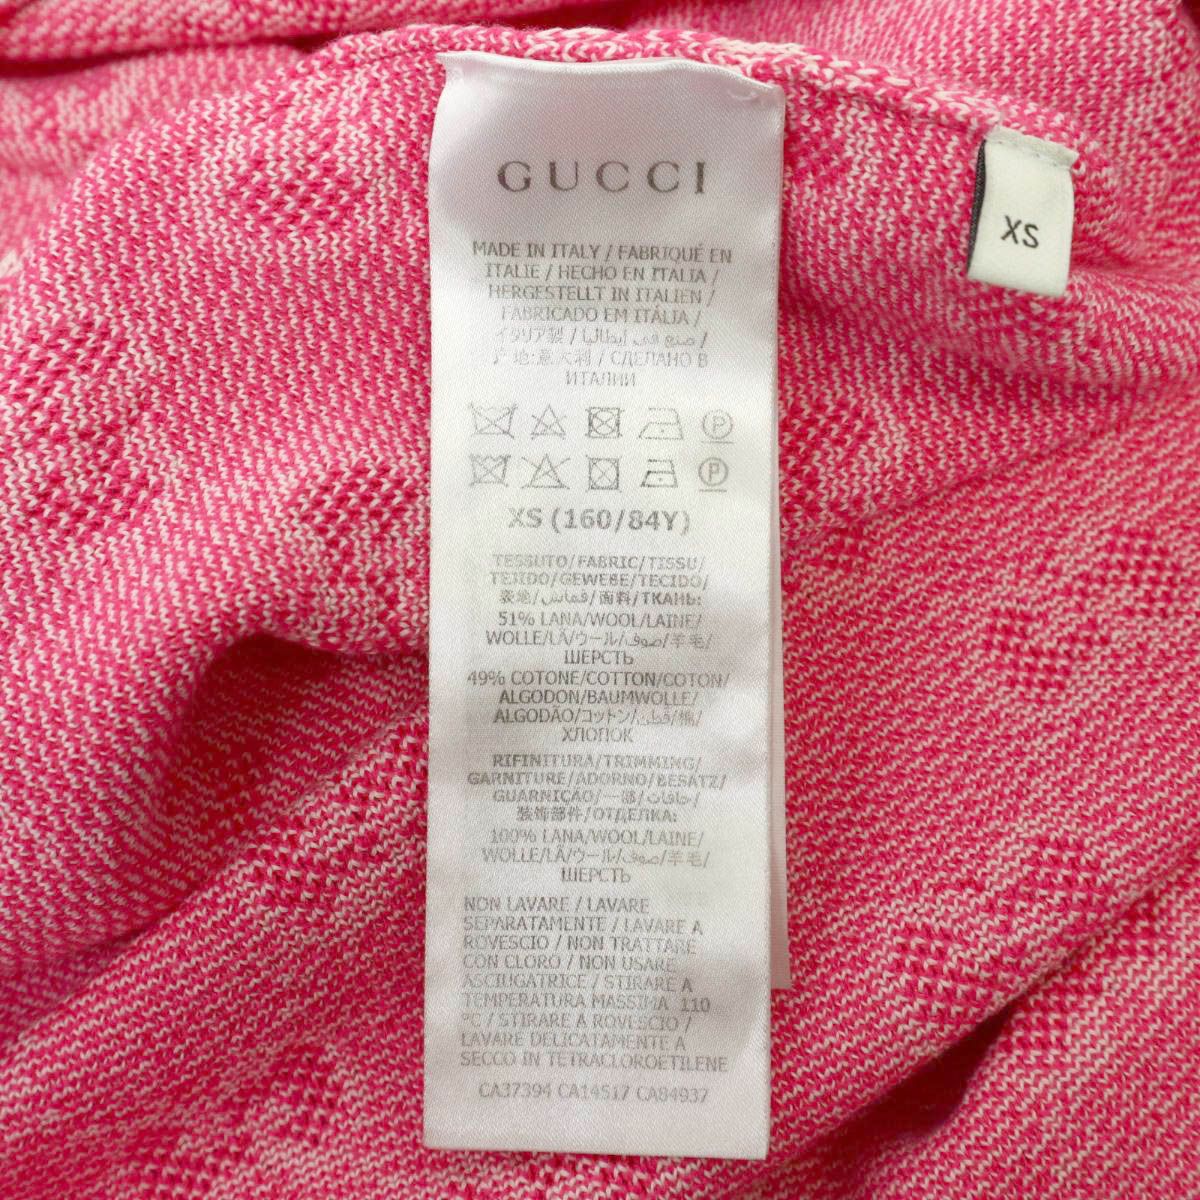 GUCCI
XS
MADE IN ITALY / FABRIQUÉ EN
ITALIE / HECHO EN ITALIA /
HERGESTELLT IN ITALIEN /
FABRICADO EM ITÁLIA /
イタリア製 / صنع في إيطاليا /
产地:意大利 / СДЕЛАНО В
ИТАЛИИ
P
P
XS (160/84Y)
TESSUTO/FABRIC/TISSU/
TEJIDO/GEWEBE/TECIDO/
表地/قماش/面料/ТКАНЬ:
51% LANA/WOOL/LAINE/
WOLLE/LÃ/ウール/صوف/羊毛/
ШЕРСТЬ
49% COTONE/COTTON/COTON/
ALGODON/BAUMWOLLE/
ALGODÃO/コットン/قطن/棉/
ХЛОПОК
RIFINITURA/TRIMMING/
GARNITURE/ADORNO/BESATZ/
GUARNIÇÃO/一部/حافات/
装饰部件/ОТДЕЛКА:
100% LANA/WOOL/LAINE/
WOLLE/LÃ/ウール/صوف/羊毛/
ШЕРСТЬ
NON LAVARE / LAVARE
SEPARATAMENTE / LAVARE A
ROVESCIO / NON TRATTARE
CON CLORO / NON USARE
ASCIUGATRICE / STIRARE A
TEMPERATURA MASSIMA 110
°C / STIRARE A ROVESCIO /
LAVARE DELICATAMENTE A
SECCO IN TETRACLOROETILENE
CA37394 CA14517 CA84937